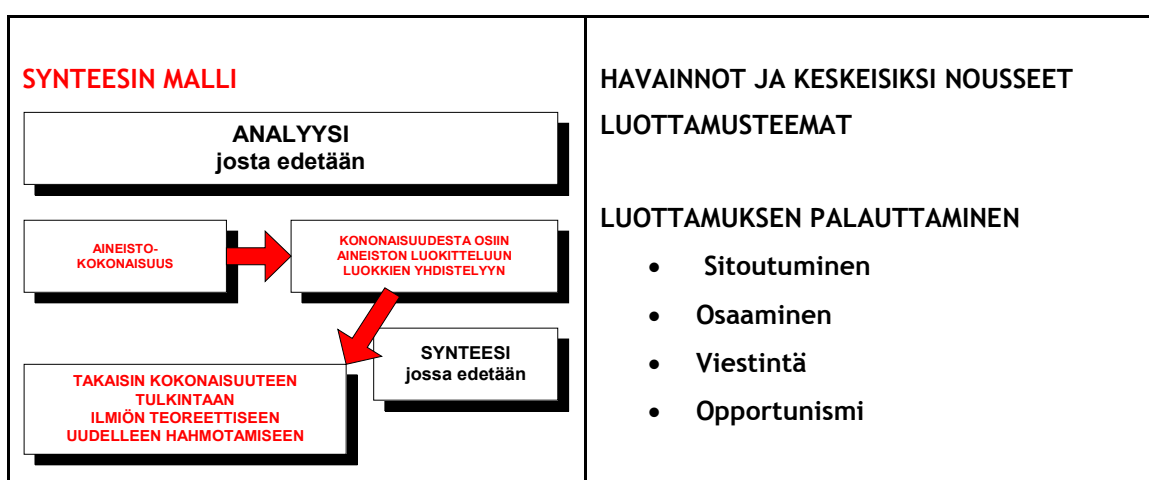 SYNTEESIN MALLI
ANALYYSI
josta edetään
AINEISTO-
KOKONAISUUS
KONONAISUUDESTA OSIIN
AINEISTON LUOKITTELUUN
LUOKKIEN YHDISTELYYN
SYNTEESI
jossa edetään
TAKAISIN KOKONAISUUTEEN
TULKINTAAN
ILMIÖN TEOREETTISEEN
UUDELLEEN HAHMOTAMISEEN
HAVAINNOT JA KESKEISIKSI NOUSSEET
LUOTTAMUSTEEMAT
LUOTTAMUKSEN PALAUTTAMINEN
• Sitoutuminen
• Osaaminen
• Viestintä
• Opportunismi